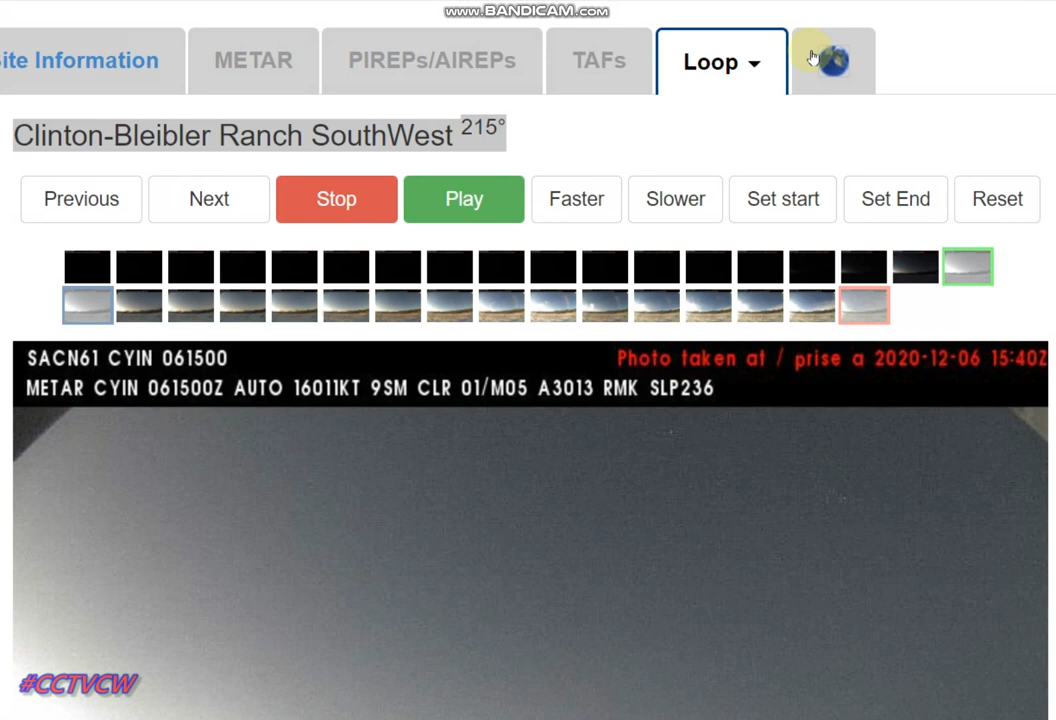 www.BANDICAM.com
ite Information METAR PIREPs/AIREPs TAFs Loop
Clinton-Bleibler Ranch SouthWest 215°
Previous Next Stop Play Faster Slower Set start Set End Reset
SACN61 CYIN 061500 Photo taken at / prise a 2020-12-06 15:40Z
METAR CYIN 061500Z AUTO 16011KT 9SM CLR 01/M05 A3013 RMK SLP236
#CCTVCW